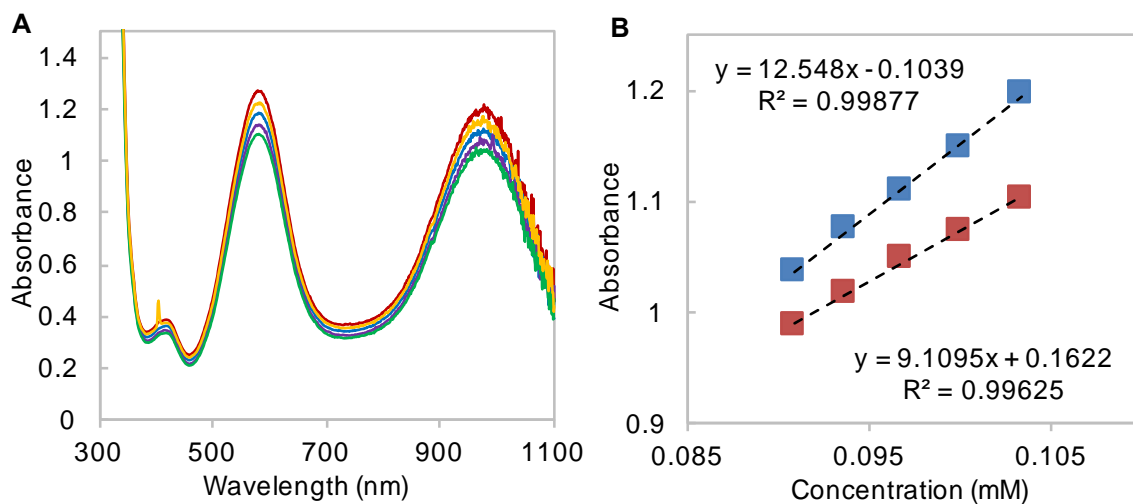 A
Absorbance
1.4
1.2
1
0.8
0.6
0.4
0.2
0
300
500
700
900
1100
Wavelength (nm)
B
Absorbance
y = 12.548x - 0.1039
R² = 0.99877
1.2
1.1
1
0.9
y = 9.1095x + 0.1622
R² = 0.99625
0.085
0.095
0.105
Concentration (mM)